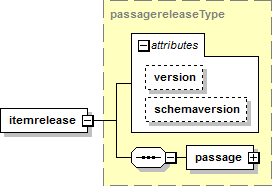 passagereleaseType
attributes
version
schemaversion
itemrelease
passage